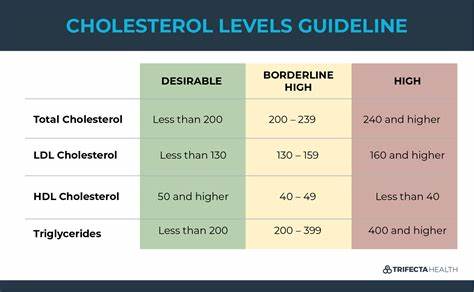 CHOLESTEROL LEVELS GUIDELINE
DESIRABLE
BORDERLINE
HIGH
HIGH
Total Cholesterol
Less than 200
200 – 239
240 and higher
LDL Cholesterol
Less than 130
130 – 159
160 and higher
HDL Cholesterol
50 and higher
40 – 49
Less than 40
Triglycerides
Less than 200
200 – 399
400 and higher
TRIFECTAHEALTH